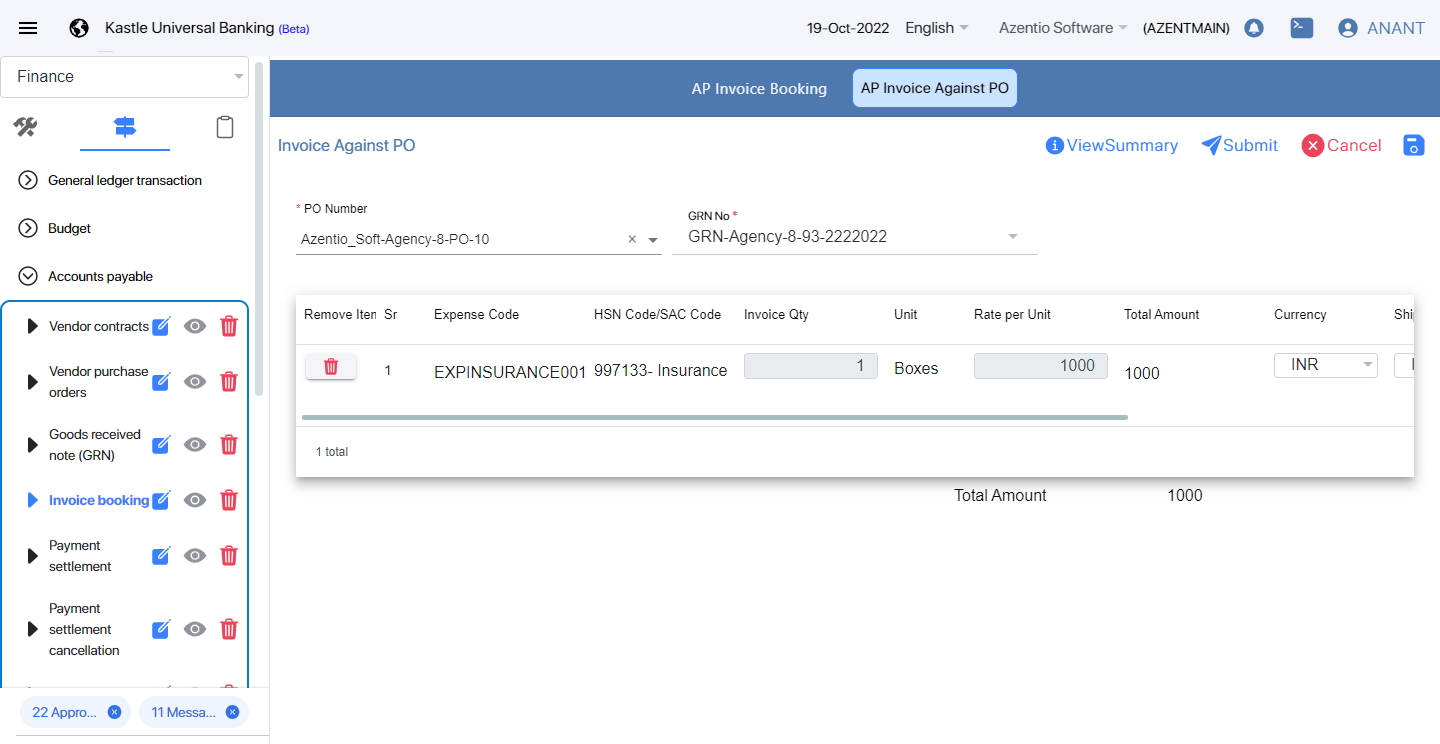 Kastle Universal Banking (Beta)
19-Oct-2022
English
Azentio Software
(AZENTMAIN)
ANANT
Finance
AP Invoice Booking
AP Invoice Against PO
Invoice Against PO
ViewSummary
Submit
Cancel
General ledger transaction
Budget
Accounts payable
Vendor contracts
Vendor purchase
orders
Goods received
note (GRN)
Invoice booking
Payment
settlement
Payment
settlement
cancellation
22 Appro...
11 Messa...
* PO Number
Azentio_Soft-Agency-8-PO-10
GRN No *
GRN-Agency-8-93-2222022
Remove Iten Sr Expense Code HSN Code/SAC Code Invoice Qty Unit Rate per Unit Total Amount Currency Ship
1 EXPINSURANCE001 997133- Insurance 1 Boxes 1000 1000 INR
1 total
Total Amount 1000